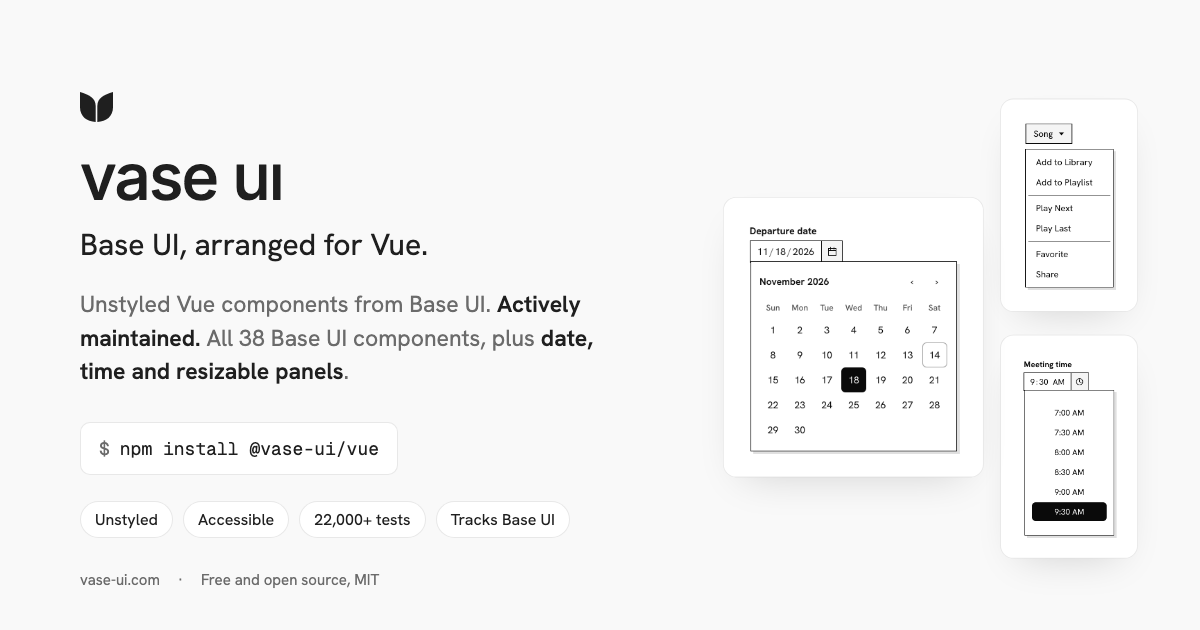 vase ui
Base UI, arranged for Vue.
Unstyled Vue components from Base UI. Actively
maintained. All 38 Base UI components, plus date,
time and resizable panels.
$ npm install @vase-ui/vue
Unstyled Accessible 22,000+ tests Tracks Base UI
vase-ui.com · Free and open source, MIT
Departure date
11/18/2026
November 2026
‹ ›
Sun Mon Tue Wed Thu Fri Sat
1 2 3 4 5 6 7
8 9 10 11 12 13 14
15 16 17 18 19 20 21
22 23 24 25 26 27 28
29 30
Song
Add to Library
Add to Playlist
Play Next
Play Last
Favorite
Share
Meeting time
9:30 AM
7:00 AM
7:30 AM
8:00 AM
8:30 AM
9:00 AM
9:30 AM